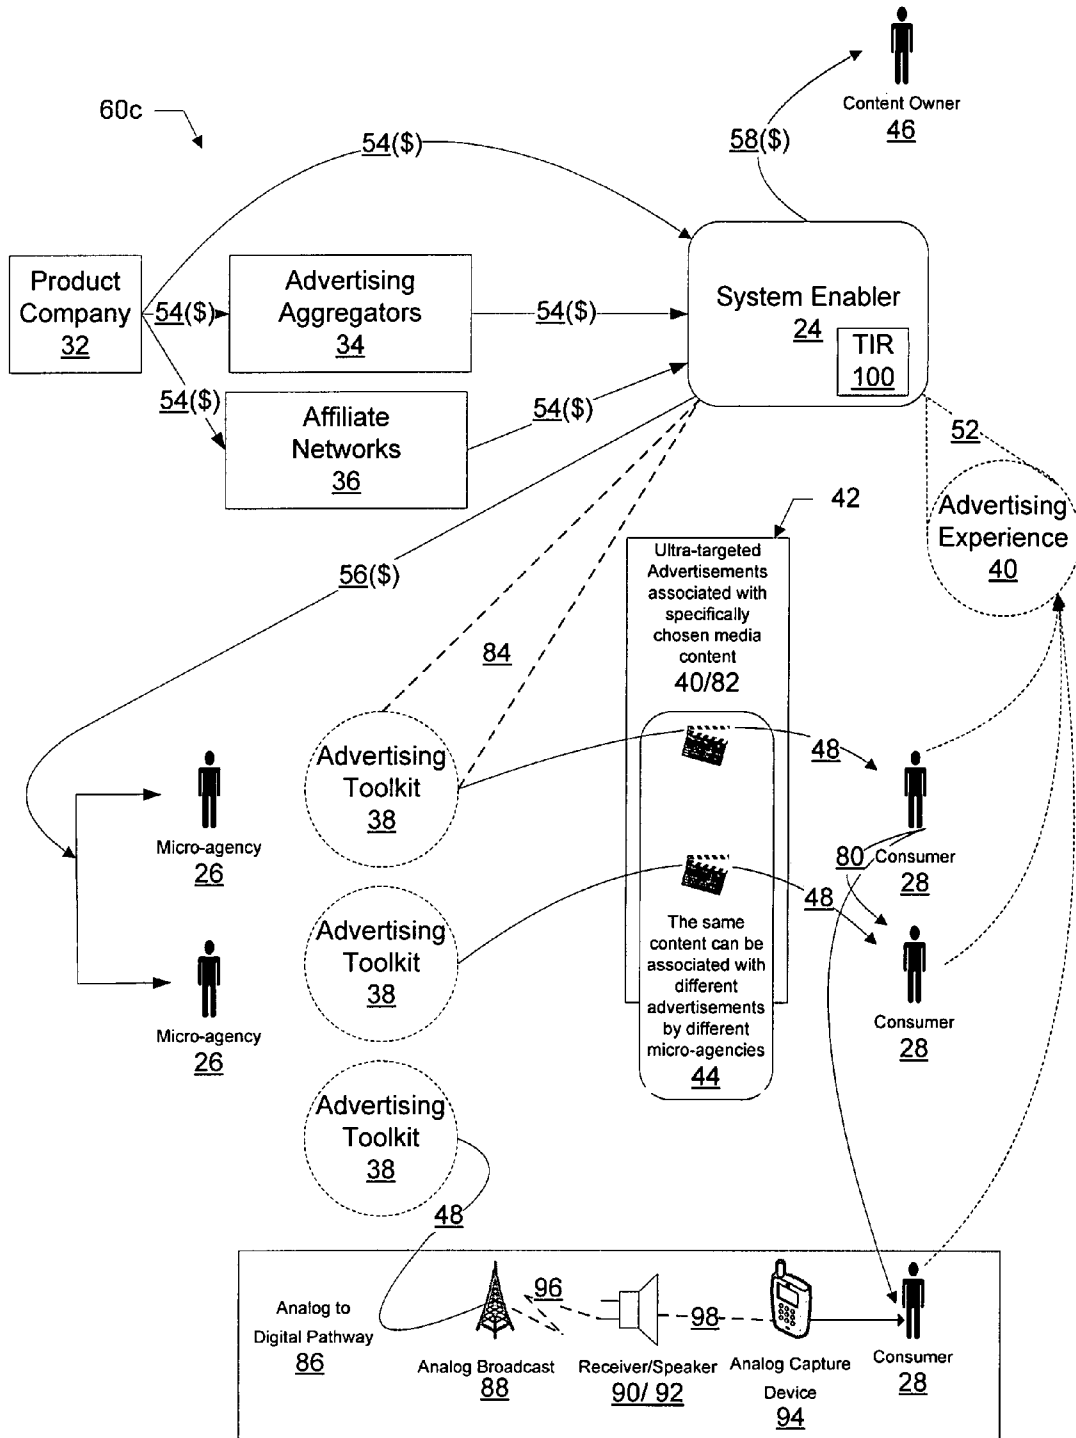 Content Owner
46
60c
54($)
58($)
Product
Company
32
54($)
Advertising
Aggregators
34
54($)
System Enabler
24
TIR
100
54($)
Affiliate
Networks
36
54($)
52
Advertising
Experience
40
42
Ultra-targeted
Advertisements
associated with
specifically
chosen media
content
40/82
56($)
84
Advertising
Toolkit
38
48
Micro-agency
26
80
Consumer
28
Advertising
Toolkit
38
48
The same
content can be
associated with
different
advertisements
by different
micro-agencies
44
Micro-agency
26
Consumer
28
Advertising
Toolkit
38
48
Analog to
Digital Pathway
86
96
98
Analog Broadcast
88
Receiver/Speaker
90/ 92
Analog Capture
Device
94
Consumer
28